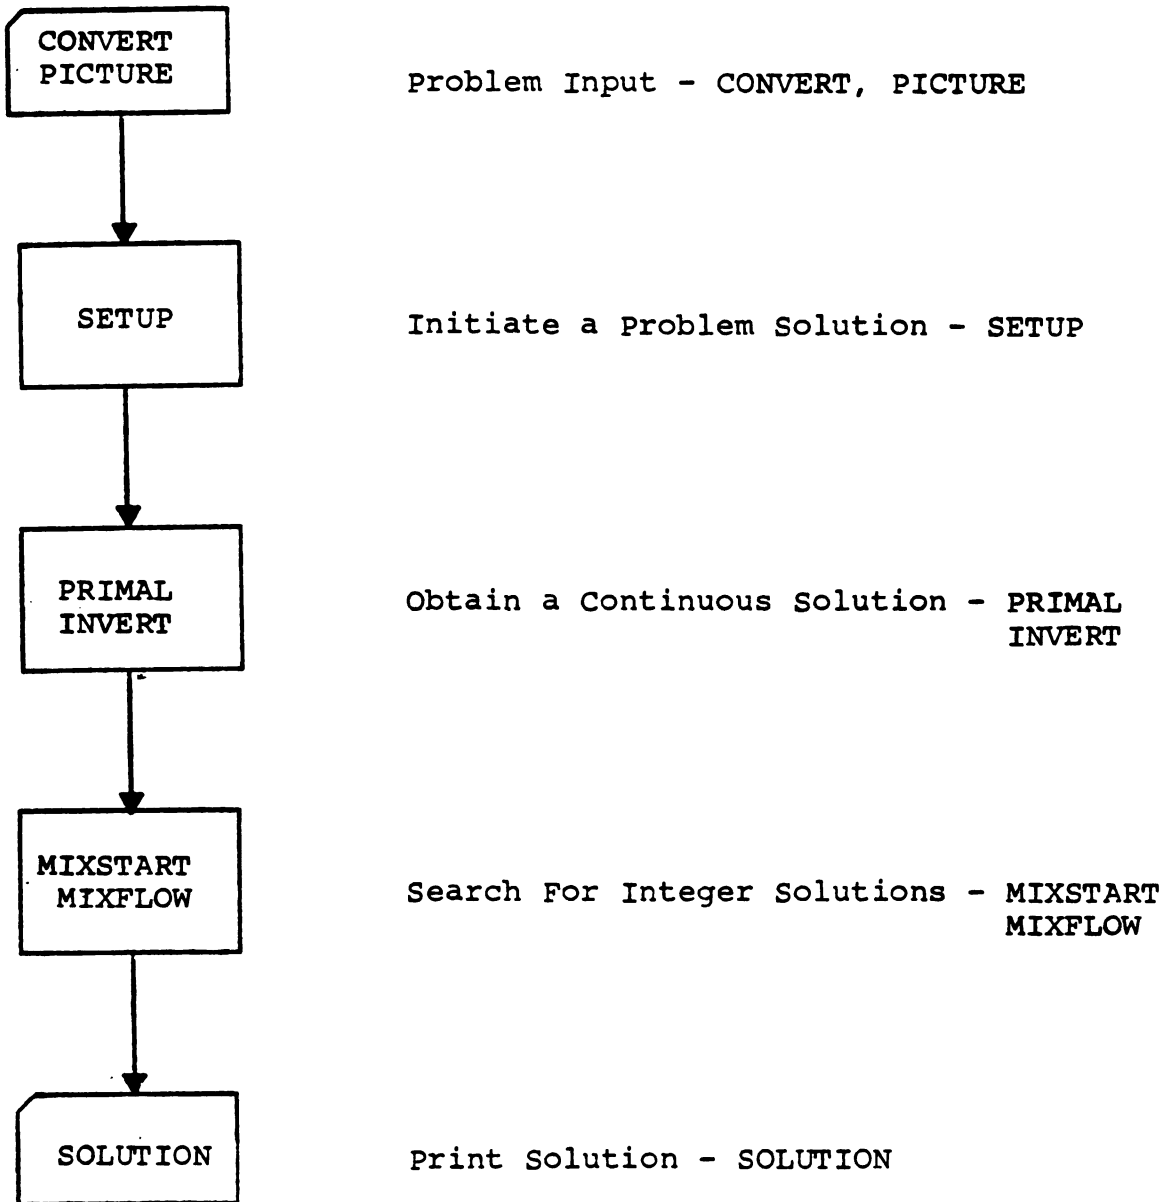 CONVERT
PICTURE
Problem Input - CONVERT, PICTURE
SETUP
Initiate a Problem Solution - SETUP
PRIMAL
INVERT
Obtain a Continuous Solution - PRIMAL
INVERT
MIXSTART
MIXFLOW
Search For Integer Solutions - MIXSTART
MIXFLOW
SOLUTION
Print Solution - SOLUTION